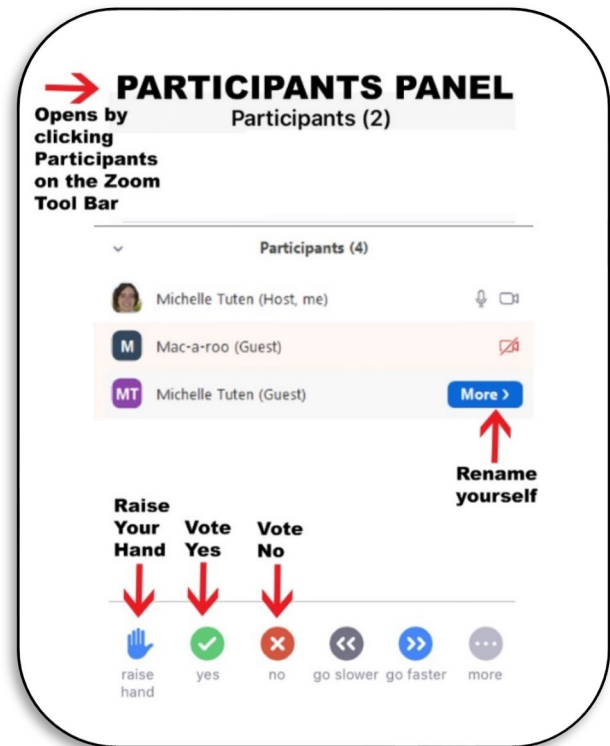 PARTICIPANTS PANEL
Participants (2)
Opens by
clicking
Participants
on the Zoom
Tool Bar
Participants (4)
Michelle Tuten (Host, me)
M Mac-a-roo (Guest)
MT Michelle Tuten (Guest) More >
Rename
yourself
Raise
Your
Hand
Vote
Yes
Vote
No
raise
hand
yes
no
go slower
go faster
more